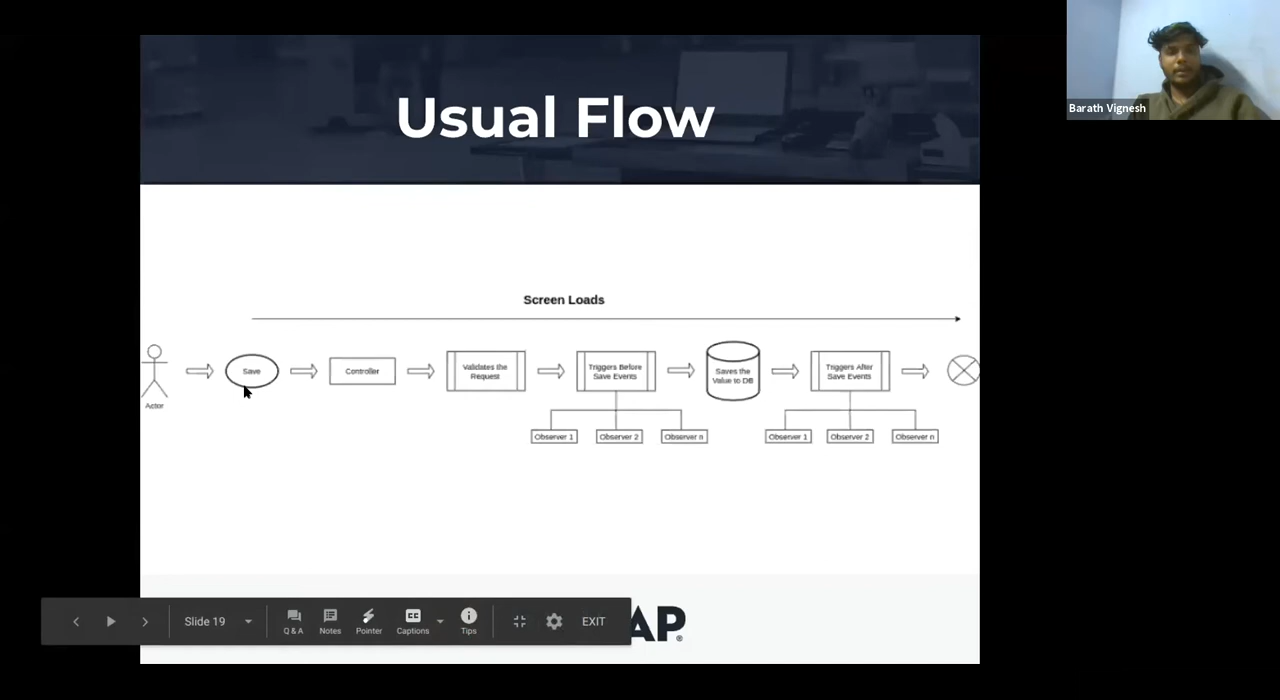 Usual Flow
Barath Vignesh
Screen Loads
Actor
Save
Controller
Validates the
Request
Triggers Before
Save Events
Saves the
Value to DB
Triggers After
Save Events
Observer 1
Observer 2
Observer n
Observer 1
Observer 2
Observer n
Slide 19
Q & A
Notes
Pointer
CC
Captions
Tips
EXIT
AP®